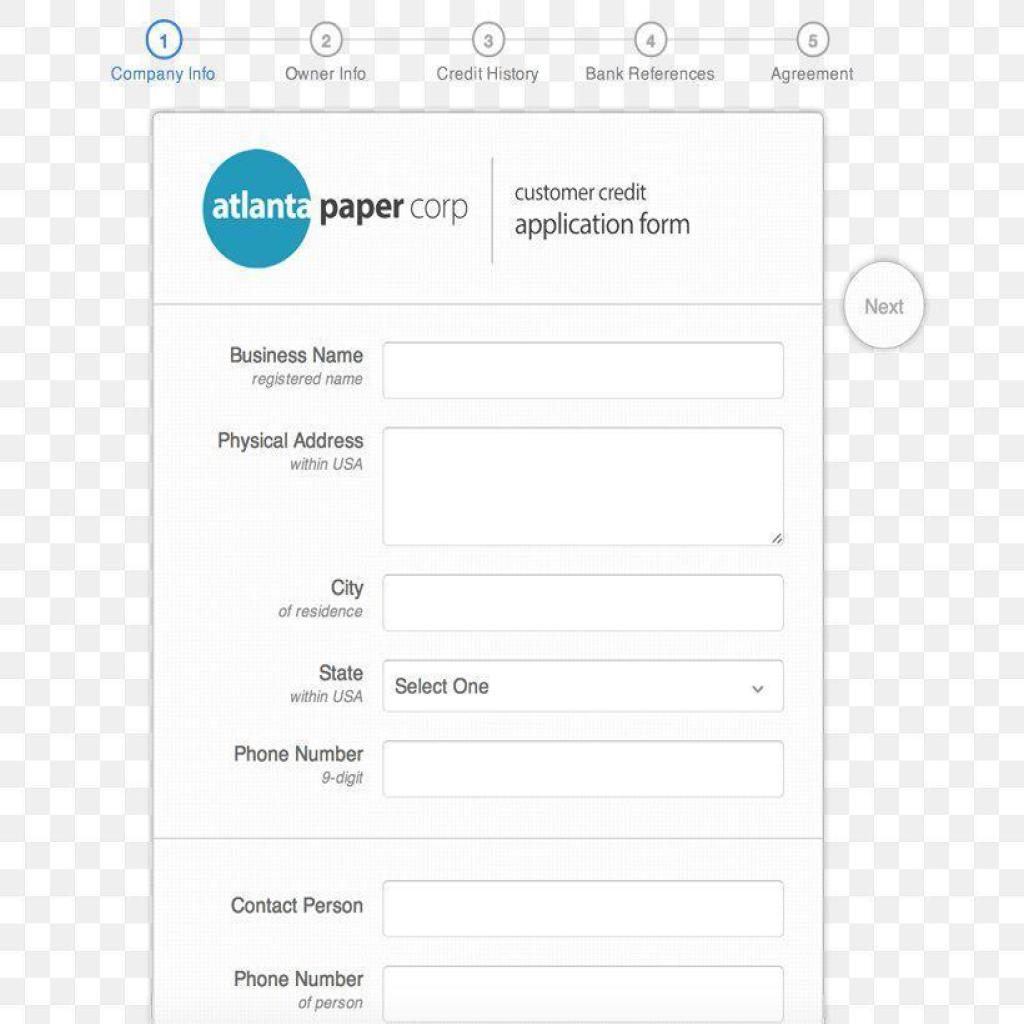 1 2 3 4 5
Company Info Owner Info Credit History Bank References Agreement
atlanta paper corp
customer credit
application form
Next
Business Name
registered name
Physical Address
within USA
City
of residence
State
within USA
Select One
Phone Number
9-digit
Contact Person
Phone Number
of person